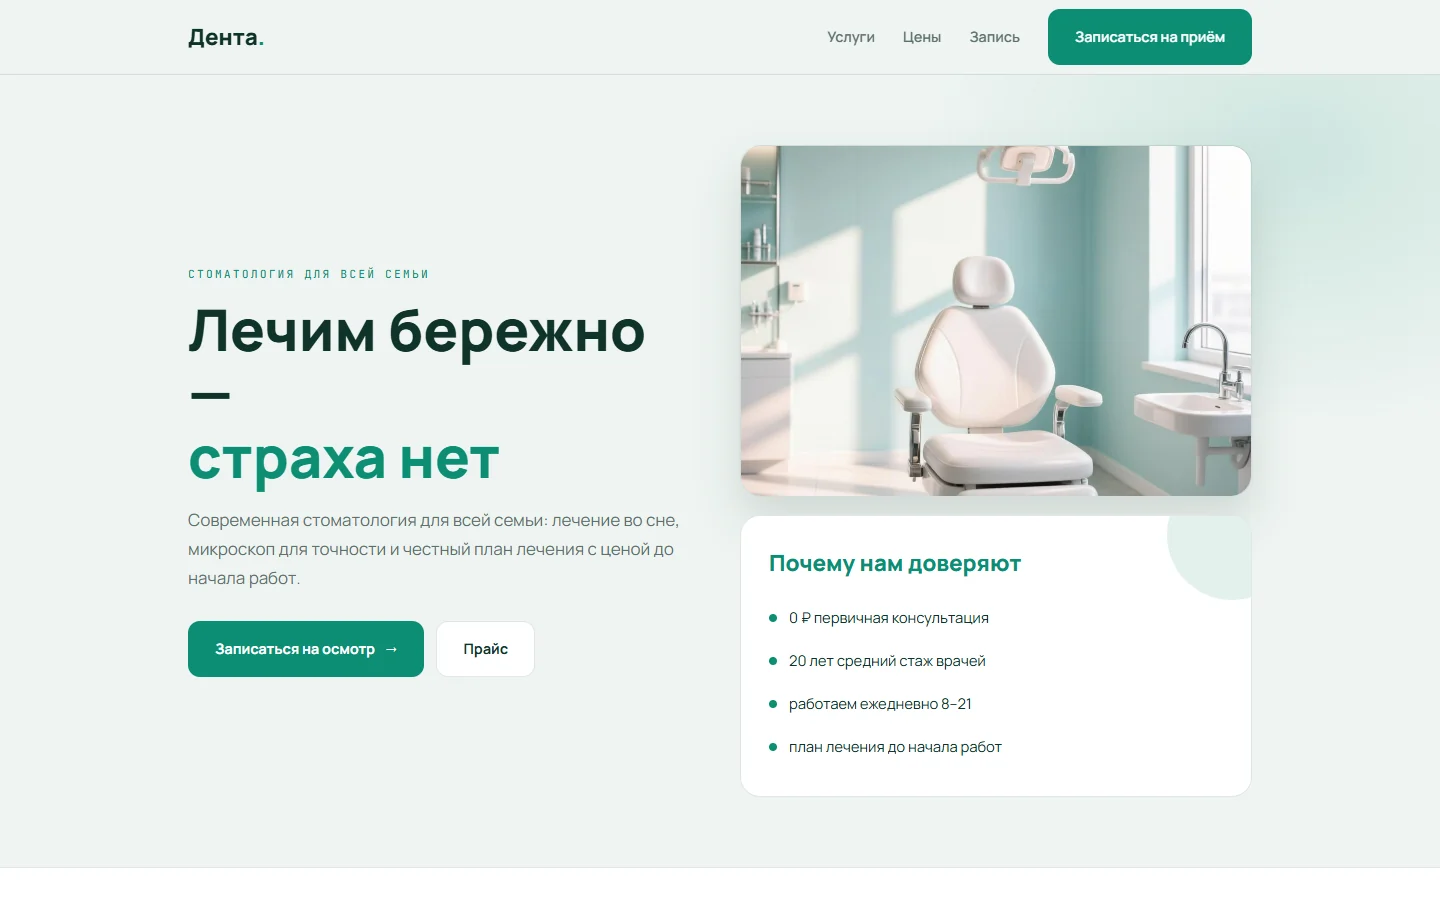 Дента.
Услуги
Цены
Запись
Записаться на приём
СТОМАТОЛОГИЯ ДЛЯ ВСЕЙ СЕМЬИ
Лечим бережно
—
страха нет
Современная стоматология для всей семьи: лечение во сне,
микроскоп для точности и честный план лечения с ценой до
начала работ.
Записаться на осмотр →
Прайс
Почему нам доверяют
0 ₽ первичная консультация
20 лет средний стаж врачей
работаем ежедневно 8–21
план лечения до начала работ